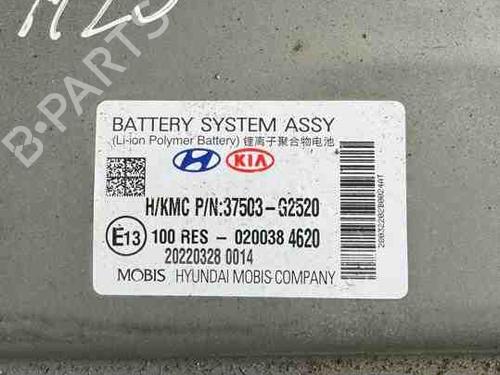 BATTERY SYSTEM ASSY
(Li-ion Polymer Battery) 锂离子聚合物电池
HYUNDAI KIA
H/KMC P/N:37503-G2520
E13 100 RES - 020038 4620
20220328 0014
MOBIS HYUNDAI MOBIS COMPANY
B-PARTS